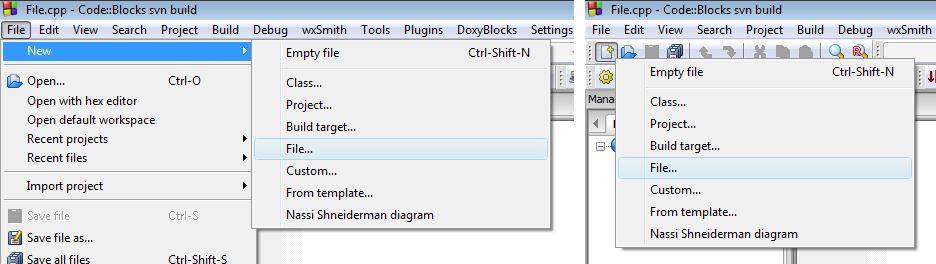 File.cpp - Code::Blocks svn build
File Edit View Search Project Build Debug wxSmith Tools Plugins DoxyBlocks Settings
New
Open... Ctrl-O
Open with hex editor
Open default workspace
Recent projects
Recent files
Import project
Save file Ctrl-S
Save file as...
Save all files Ctrl-Shift-S
Empty file Ctrl-Shift-N
Class...
Project...
Build target...
File...
Custom...
From template...
Nassi Shneiderman diagram
File.cpp - Code::Blocks svn build
File Edit View Search Project Build Debug wxSmith
Mana
Empty file Ctrl-Shift-N
Class...
Project...
Build target...
File...
Custom...
From template...
Nassi Shneiderman diagram